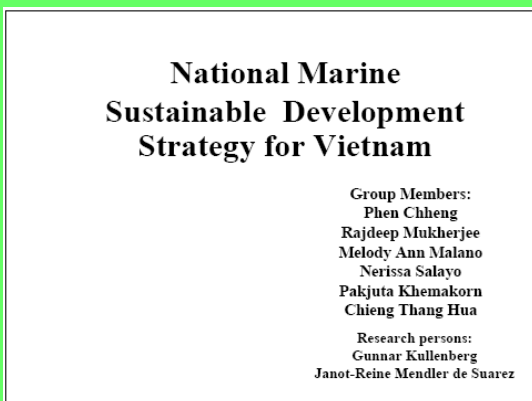 National Marine
Sustainable Development
Strategy for Vietnam
Group Members:
Phen Chheng
Rajdeep Mukherjee
Melody Ann Malano
Nerissa Salayo
Pakjuta Khemakorn
Chieng Thang Hua
Research persons:
Gunnar Kullenberg
Janot-Reine Mendler de Suarez